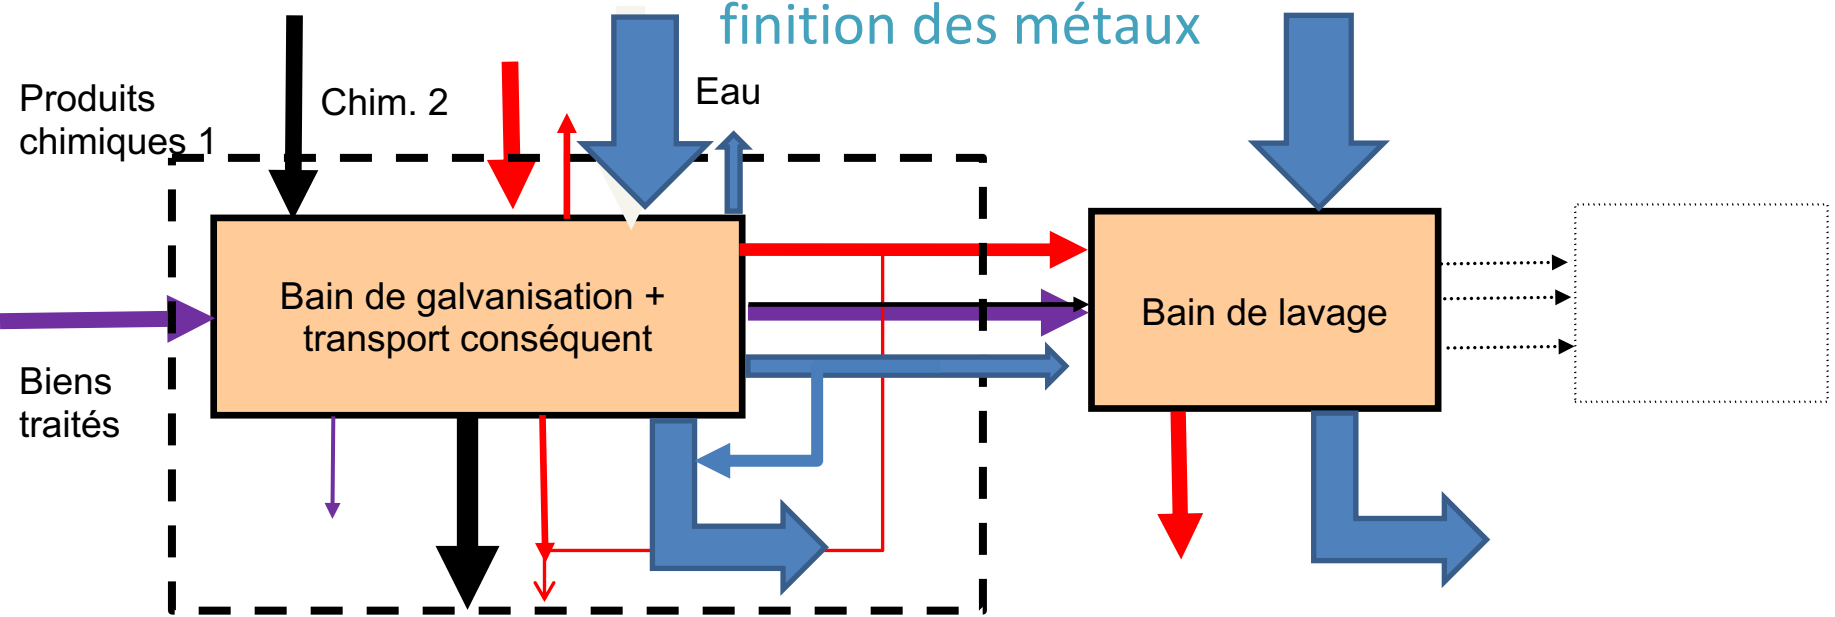 finition des métaux
Produits
chimiques 1
Chim. 2
Eau
Bain de galvanisation +
transport conséquent
Bain de lavage
Biens
traités